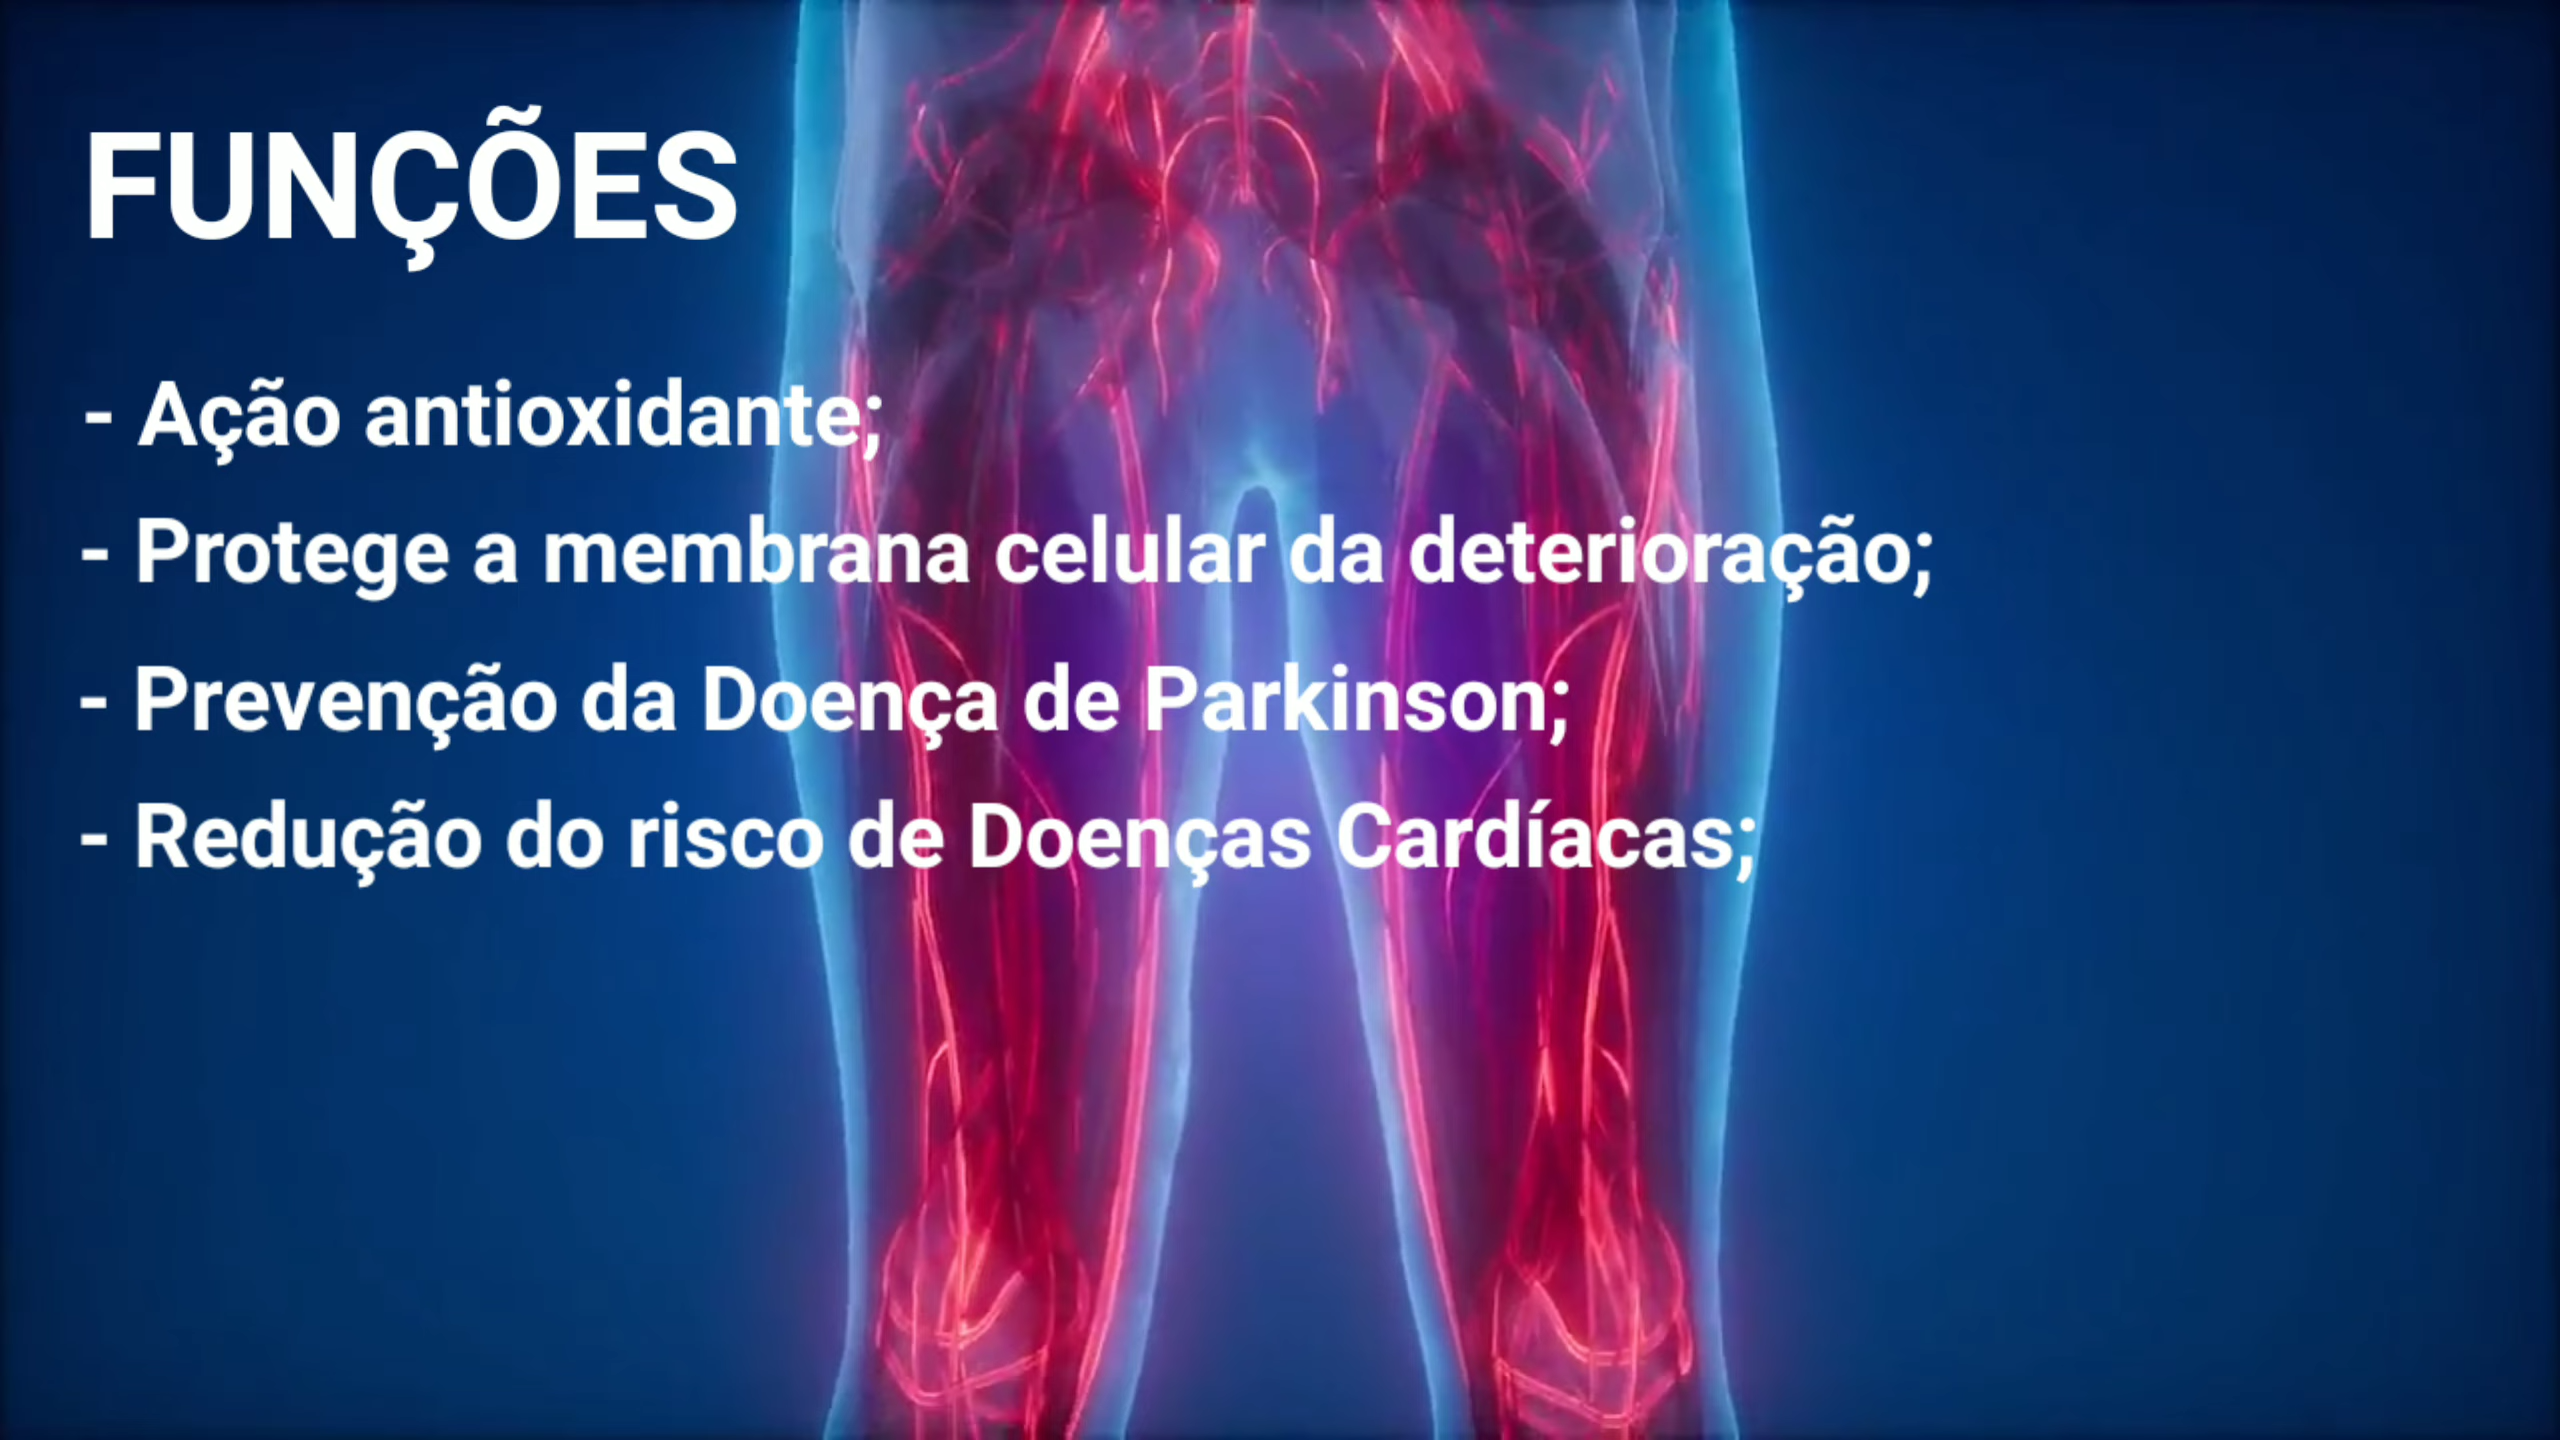 FUNÇÕES
- Ação antioxidante;
- Protege a membrana celular da deterioração;
- Prevenção da Doença de Parkinson;
- Redução do risco de Doenças Cardíacas;